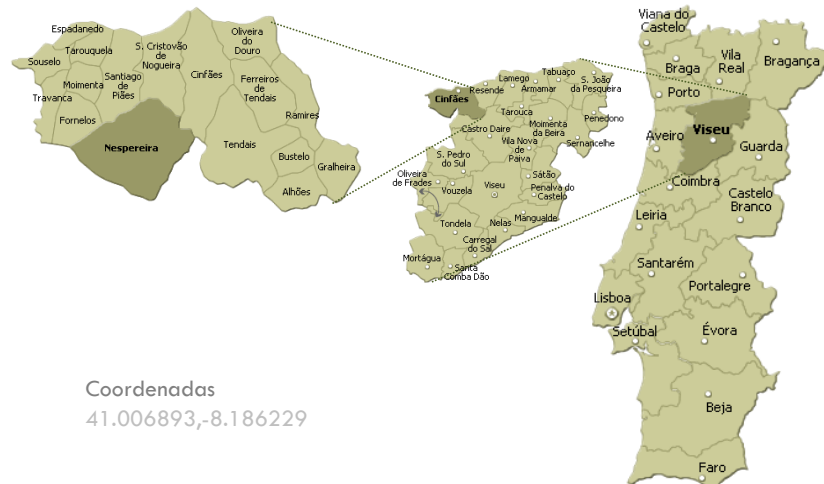 Espadanedo
Souselo
Tarouquela
S. Cristovão
de
Nogueira
Oliveira
do
Douro
Moimenta
Santiago
de
Piães
Cinfães
Ferreiros
de
Tendais
Travanca
Fornelos
Ramires
Nespereira
Tendais
Bustelo
Gralheira
Alhões
Cinfães
Resende
Lamego
Armamar
Tabuaço
S. João
da Pesqueira
Tarouca
Castro Daire
Moimenta
da Beira
Penedono
Sernancelhe
Vila Nova
de
Paiva
S. Pedro
do Sul
Oliveira
de Frades
Vouzela
Viseu
Sátão
Penalva do
Castelo
Tondela
Nelas
Mangualde
Carregal
do Sal
Mortágua
Santa
Comba Dão
Viana do
Castelo
Braga
Vila
Real
Bragança
Porto
Aveiro
Viseu
Guarda
Coimbra
Castelo
Branco
Leiria
Santarém
Portalegre
Lisboa
Setúbal
Évora
Beja
Faro
Coordenadas
41.006893,-8.186229